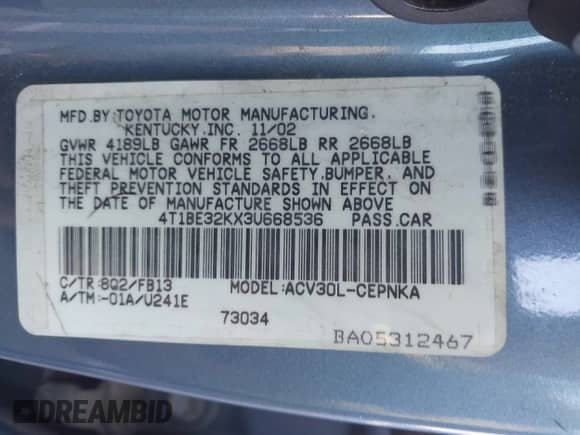 MFD.BY TOYOTA MOTOR MANUFACTURING.
KENTUCKY.INC. 11/02
GVWR 4189LB GAWR FR 2668LB RR 2668LB
THIS VEHICLE CONFORMS TO ALL APPLICABLE
FEDERAL MOTOR VEHICLE SAFETY.BUMPER, AND
THEFT PREVENTION STANDARDS IN EFFECT ON
THE DATE OF MANUFACTURE SHOWN ABOVE
4T1BE32KX3U668536 PASS.CAR
C/TR:8Q2/FB13 MODEL:ACV30L-CEPNKA
A/TM:-01A/U241E
73034
BA05312467
DREAMBID